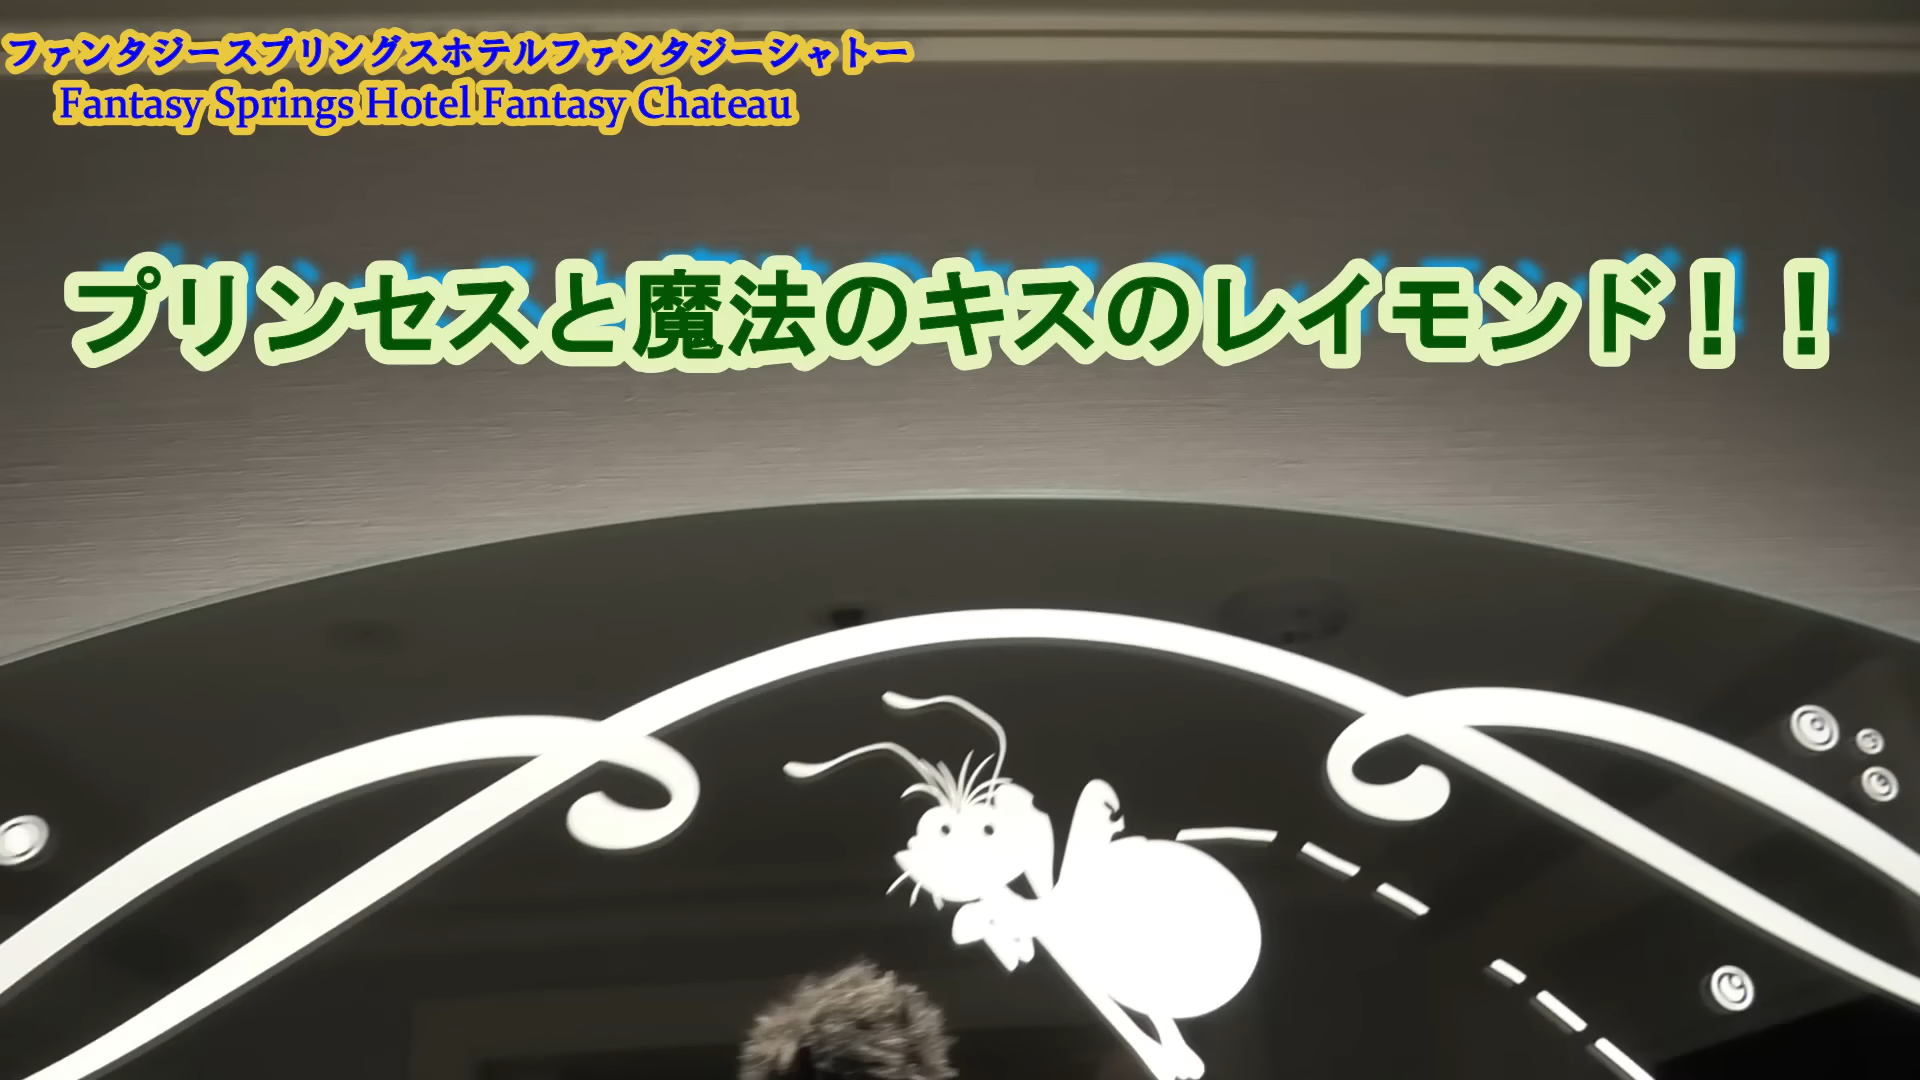 ファンタジースプリングスホテルファンタジーシャトー
Fantasy Springs Hotel Fantasy Chateau
プリンセスと魔法のキスのレイモンド！！